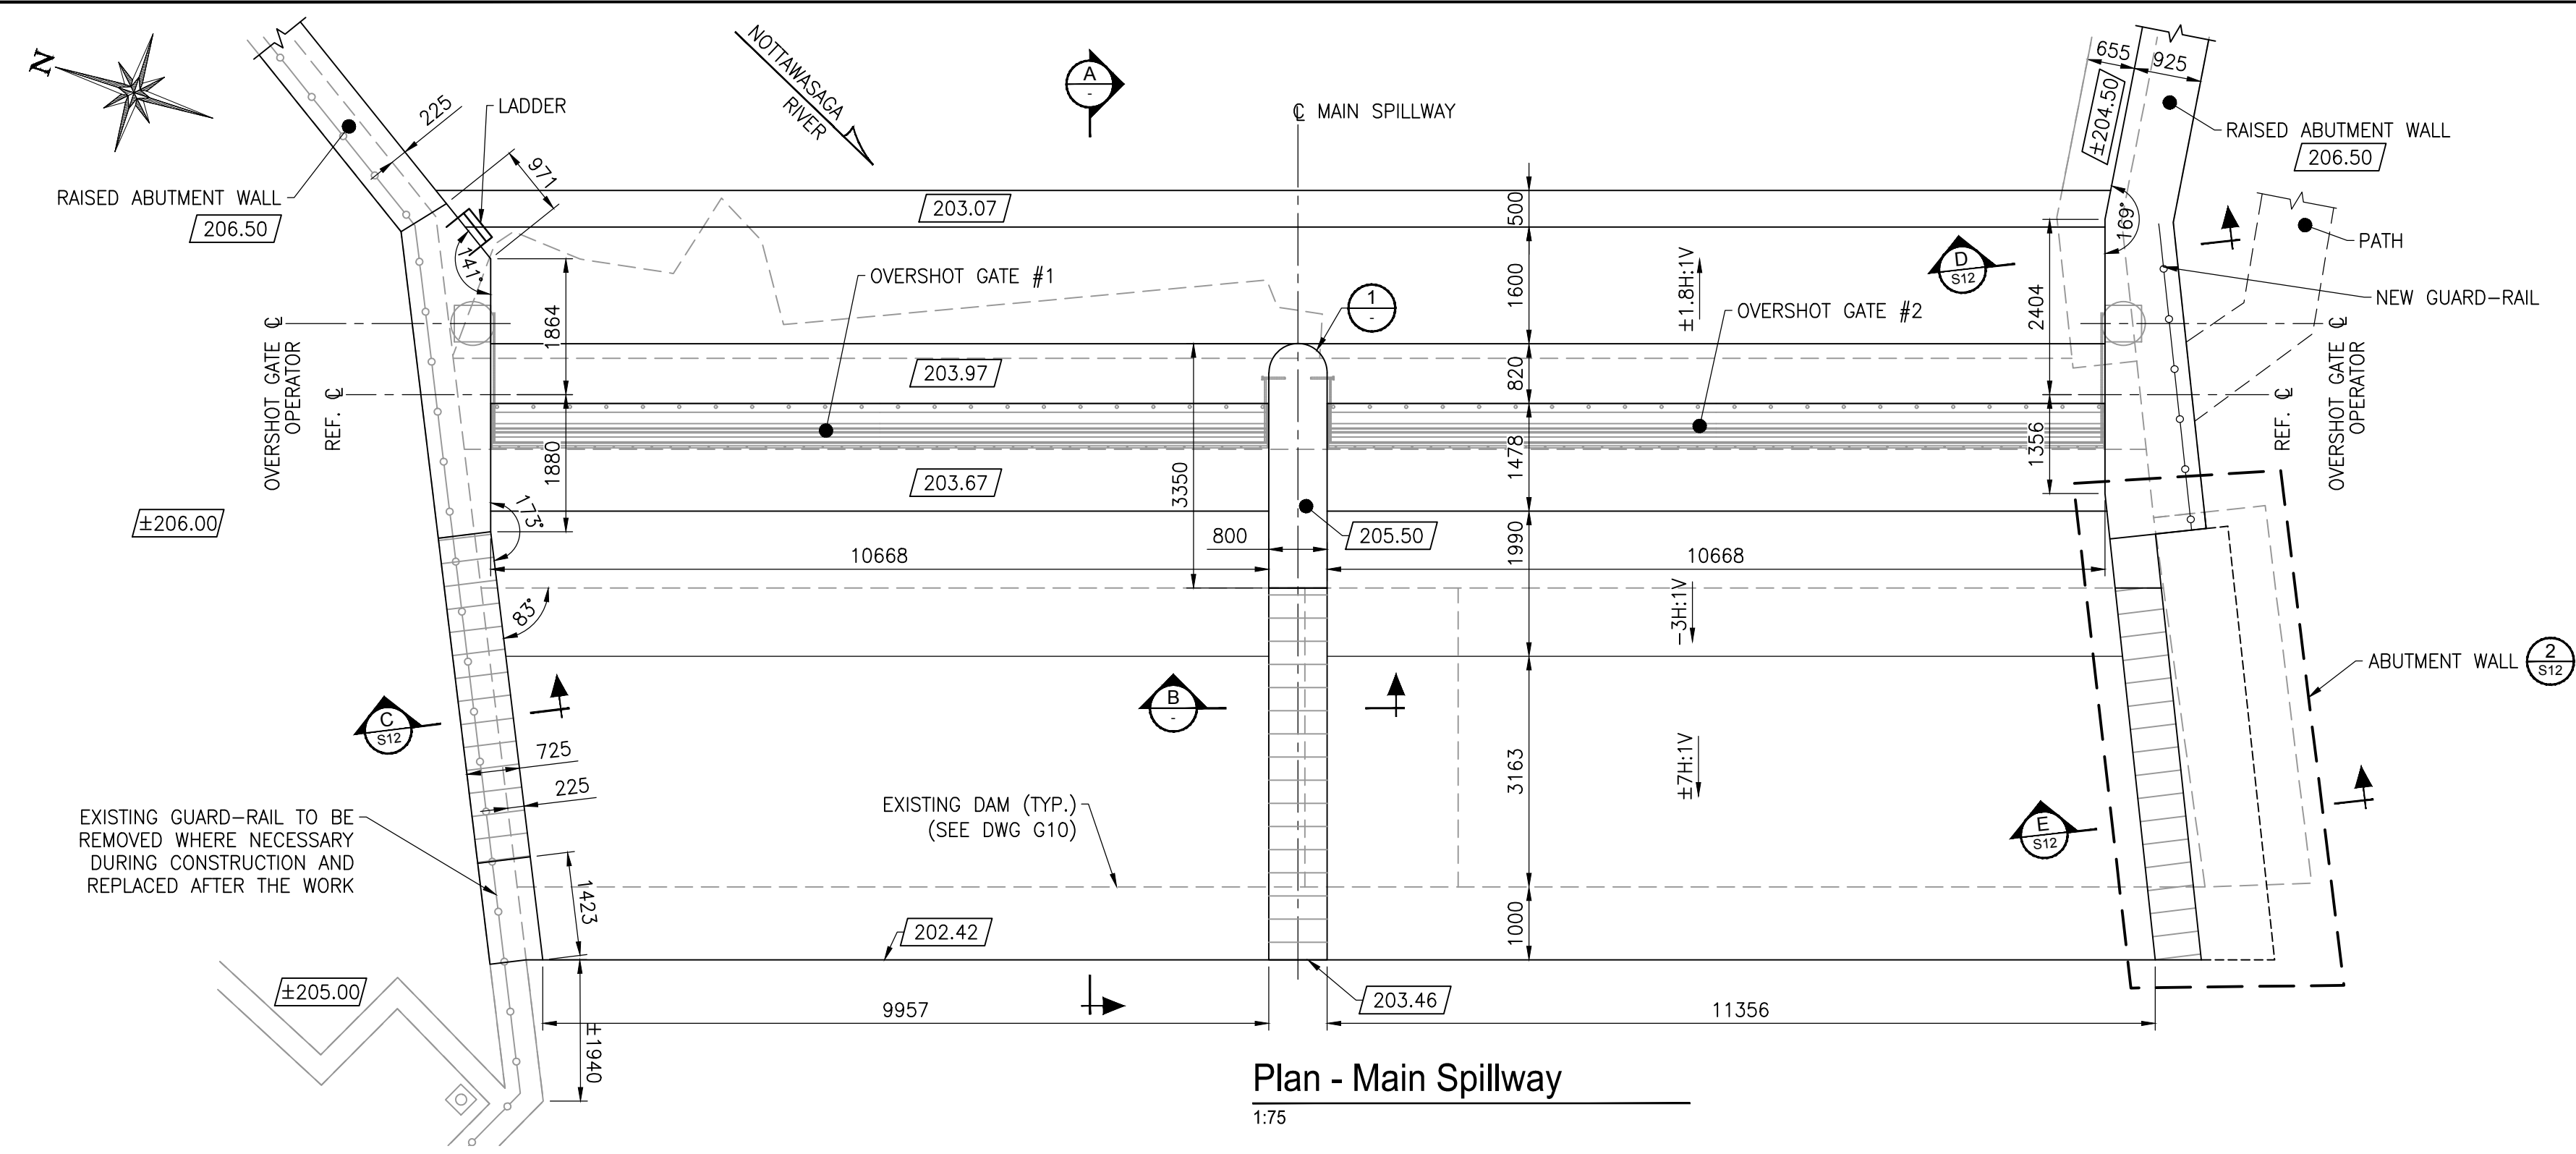 N
NOTTAWASAGA
RIVER
A
-
℄ MAIN SPILLWAY
655
925
±204.50
225
LADDER
971
RAISED ABUTMENT WALL
206.50
RAISED ABUTMENT WALL
206.50
203.07
500
169°
PATH
141°
OVERSHOT GATE #1
1
-
1600
±1.8H:1V
OVERSHOT GATE #2
D
S12
2404
NEW GUARD-RAIL
OVERSHOT GATE ℄
OPERATOR
REF. ℄
1864
203.97
820
OVERSHOT GATE ℄
OPERATOR
REF. ℄
1880
203.67
3350
1478
1356
±206.00
173°
10668
800
205.50
1990
10668
83°
-3H:1V
ABUTMENT WALL
2
S12
C
S12
B
-
725
225
3163
±7H:1V
EXISTING GUARD-RAIL TO BE
REMOVED WHERE NECESSARY
DURING CONSTRUCTION AND
REPLACED AFTER THE WORK
EXISTING DAM (TYP.)
(SEE DWG G10)
E
S12
1423
202.42
1000
±205.00
203.46
9957
11356
±1940
Plan - Main Spillway
1:75